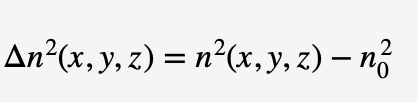 Δn²(x, y, z) = n²(x, y, z) − n₀²